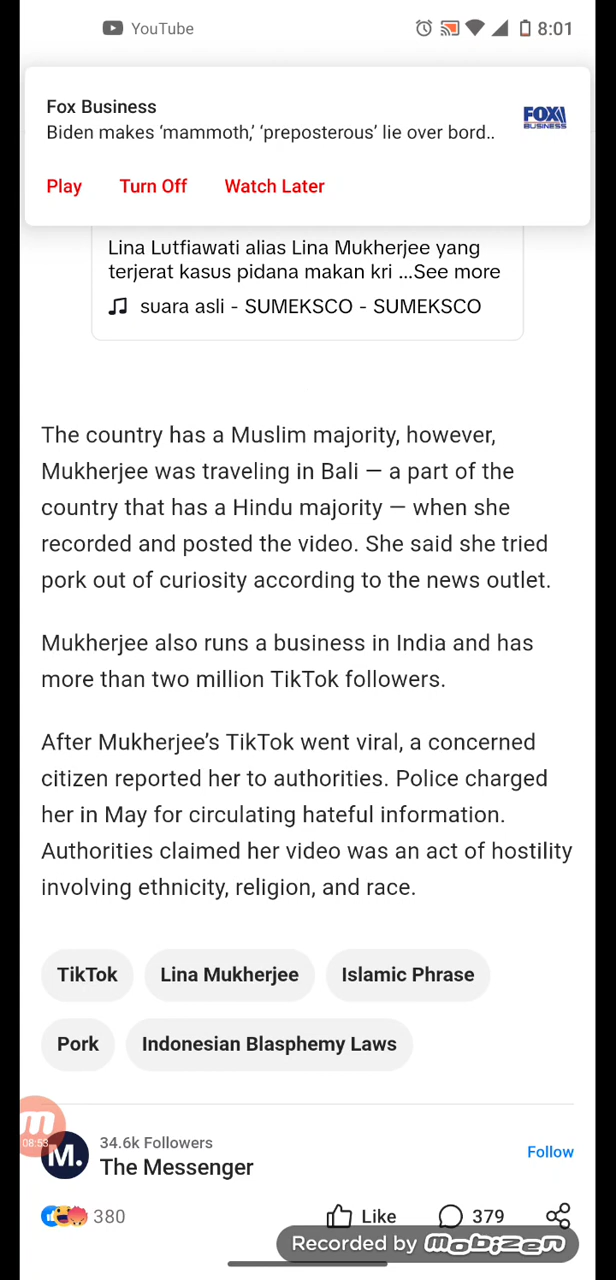 YouTube
8:01
Fox Business
Biden makes ‘mammoth,’ ‘preposterous’ lie over bord..
FOX
BUSINESS
Play Turn Off Watch Later
Lina Lutfiawati alias Lina Mukherjee yang
terjerat kasus pidana makan kri ...See more
suara asli - SUMEKSCO - SUMEKSCO
The country has a Muslim majority, however,
Mukherjee was traveling in Bali — a part of the
country that has a Hindu majority — when she
recorded and posted the video. She said she tried
pork out of curiosity according to the news outlet.
Mukherjee also runs a business in India and has
more than two million TikTok followers.
After Mukherjee’s TikTok went viral, a concerned
citizen reported her to authorities. Police charged
her in May for circulating hateful information.
Authorities claimed her video was an act of hostility
involving ethnicity, religion, and race.
TikTok Lina Mukherjee Islamic Phrase
Pork Indonesian Blasphemy Laws
m
08:53
M.
34.6k Followers
The Messenger
Follow
380
Like
379
Recorded by mobizen